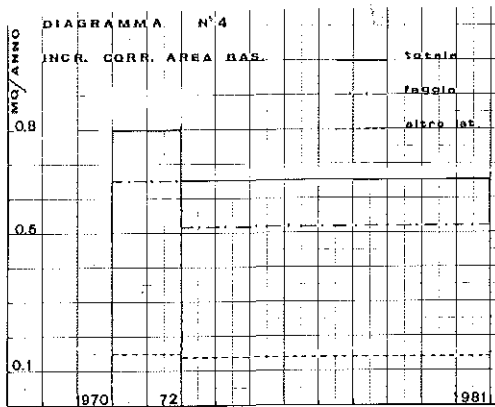 DIAGRAMMA N° 4
INCR. CORR. AREA BAS.
MQ/ANNO
totale
faggio
altre lat.
0.8
0.5
0.1
1970 72 1981